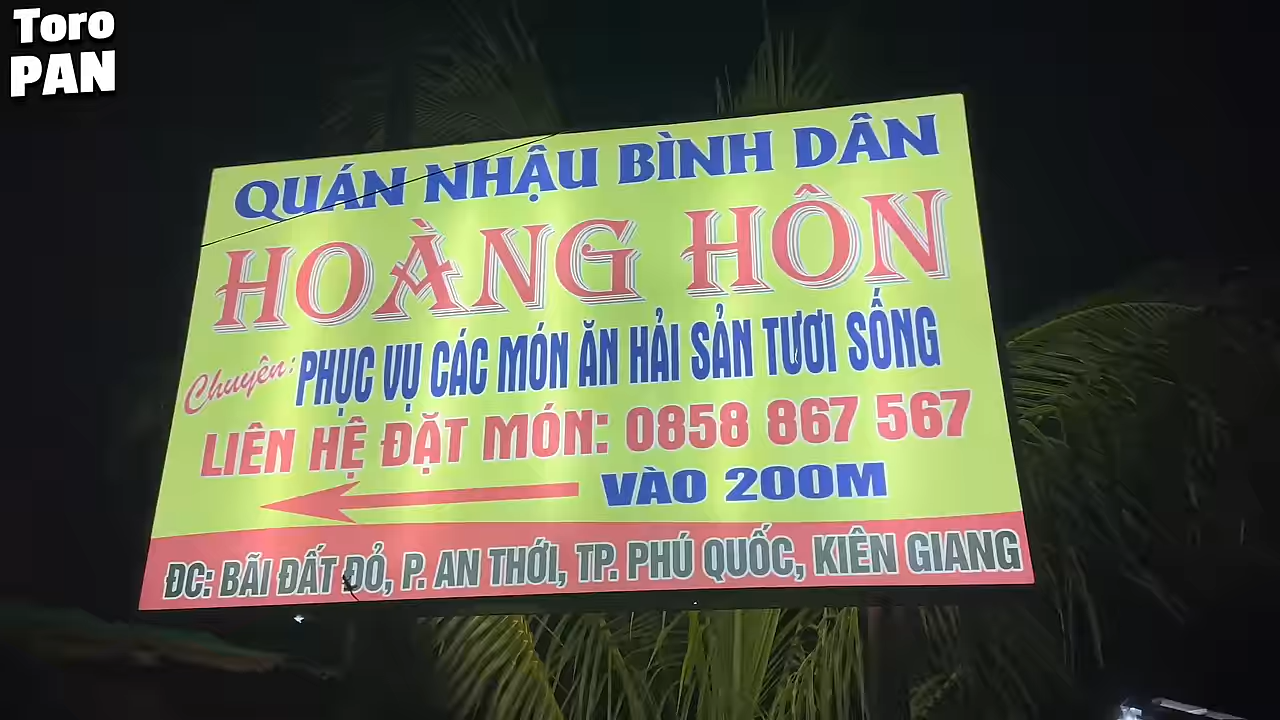 Toro
PAN
QUÁN NHẬU BÌNH DÂN
HOÀNG HÔN
Chuyên: PHỤC VỤ CÁC MÓN ĂN HẢI SẢN TƯƠI SỐNG
LIÊN HỆ ĐẶT MÓN: 0858 867 567
VÀO 200M
ĐC: BÃI ĐẤT ĐỎ, P. AN THỚI, TP. PHÚ QUỐC, KIÊN GIANG